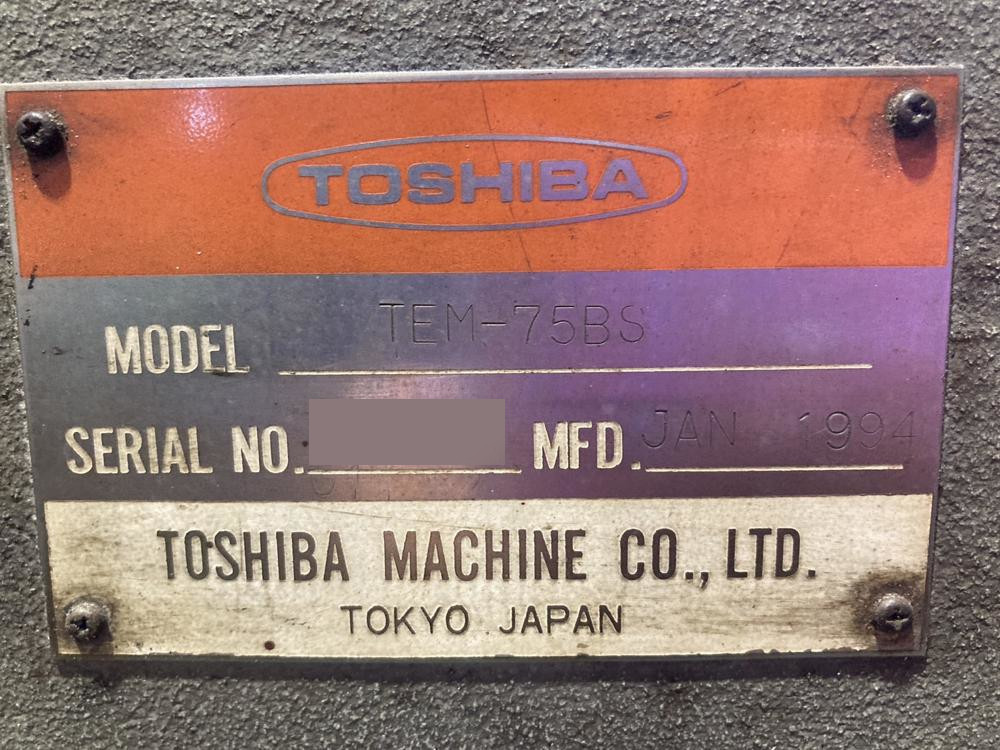 TOSHIBA
MODEL TEM-75BS
SERIAL NO. MFD. JAN 1994
TOSHIBA MACHINE CO., LTD.
TOKYO JAPAN